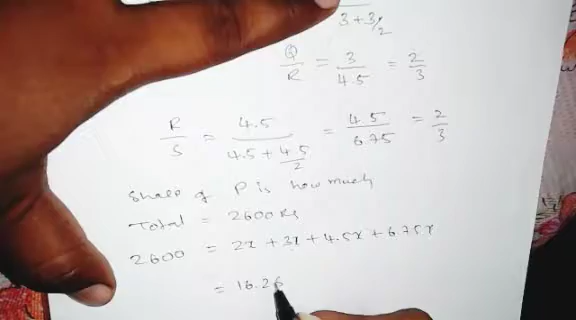 3+3/2
Q/R = 3/4.5 = 2/3
R/S = 4.5/(4.5+4.5/2) = 4.5/6.75 = 2/3
Share of P is how much
Total = 2600 Rs
2600 = 2x+3x+4.5x+6.75x
= 16.2